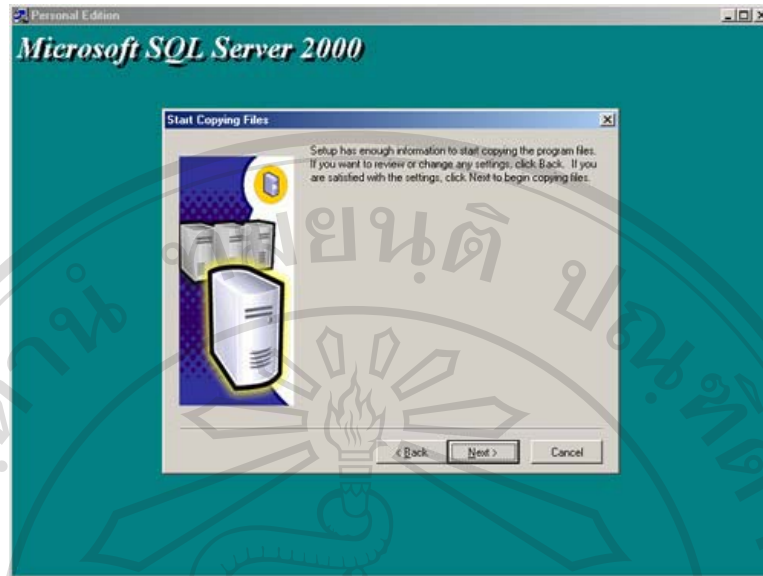 Personal Edition
Microsoft SQL Server 2000
Start Copying Files
Setup has enough information to start copying the program files.
If you want to review or change any settings, click Back. If you
are satisfied with the settings, click Next to begin copying files.
< Back
Next >
Cancel